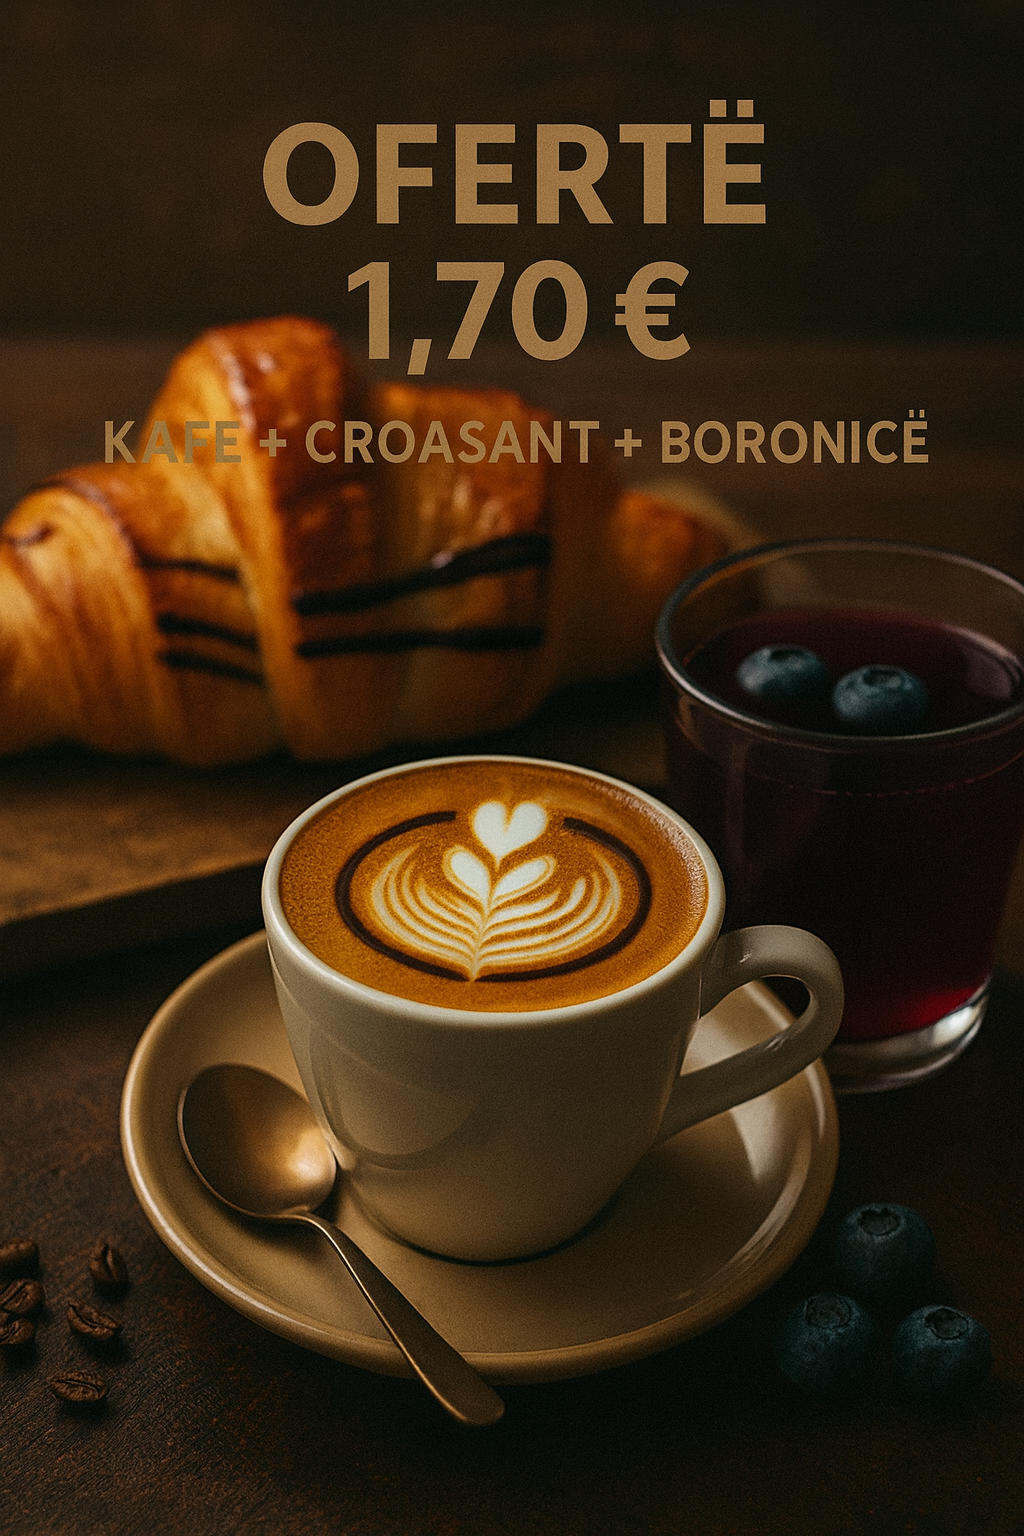 OFERTË
1,70 €
KAFE + CROASANT + BORONICË